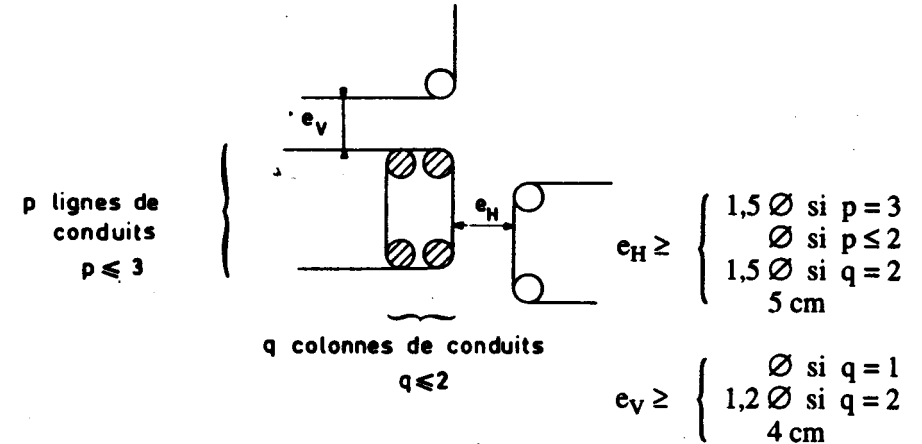 e_V
p lignes de
conduits
p ⩽ 3
e_H
q colonnes de conduits
q⩽2
e_H ≥ { 1,5 Ø si p = 3
Ø si p ≤ 2
1,5 Ø si q = 2
5 cm
e_V ≥ { Ø si q = 1
1,2 Ø si q = 2
4 cm